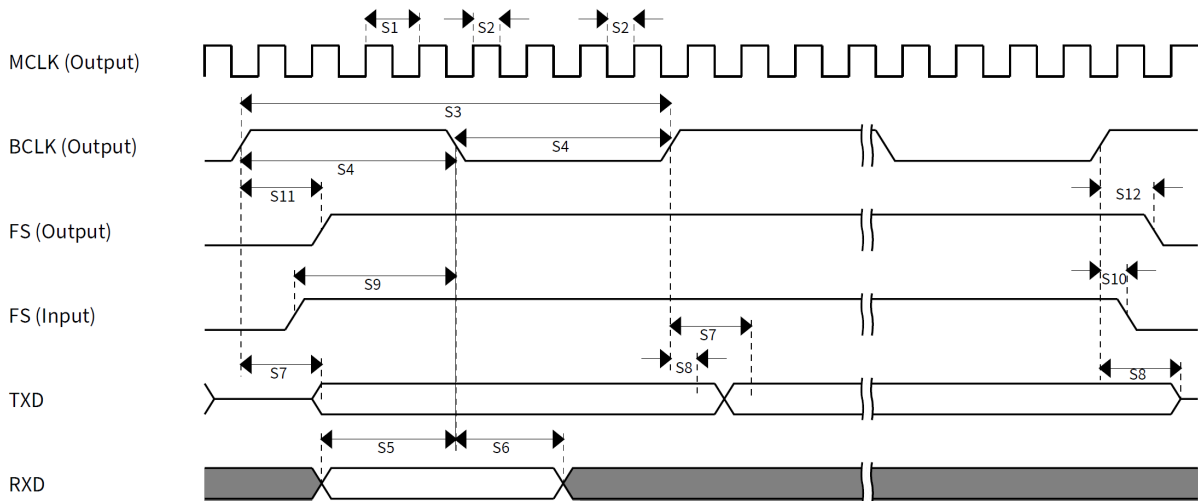 S1
S2
S2
MCLK (Output)
S3
BCLK (Output)
S4
S4
S11
S12
FS (Output)
S9
S10
FS (Input)
S7
S7
S8
S8
TXD
S5
S6
RXD